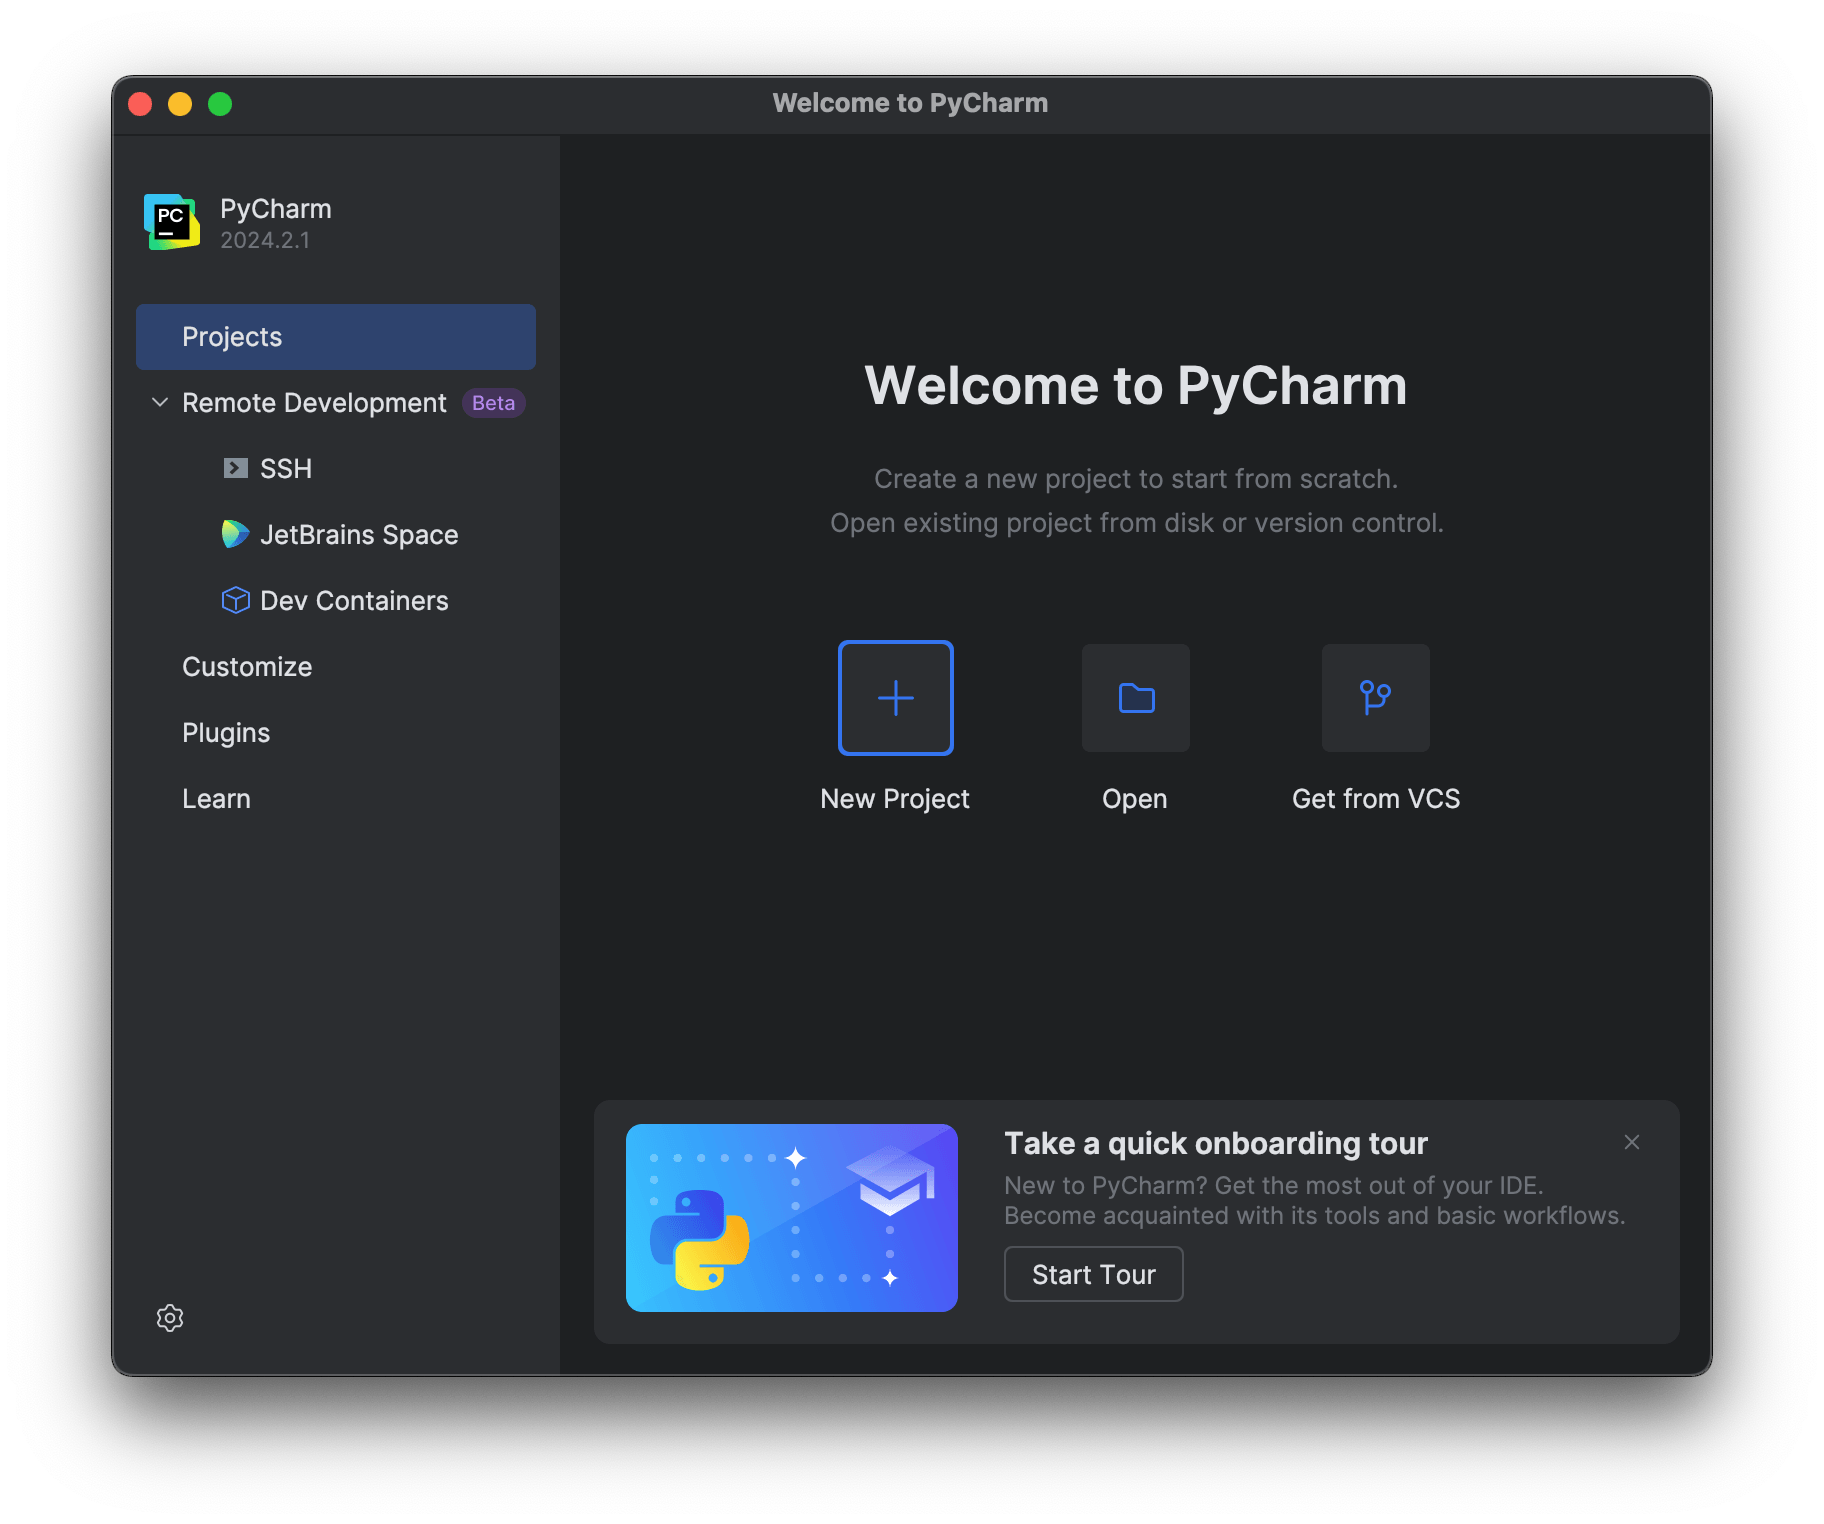 Welcome to PyCharm
PC
PyCharm
2024.2.1
Projects
Remote Development Beta
SSH
JetBrains Space
Dev Containers
Customize
Plugins
Learn
Welcome to PyCharm
Create a new project to start from scratch.
Open existing project from disk or version control.
New Project
Open
Get from VCS
Take a quick onboarding tour
New to PyCharm? Get the most out of your IDE.
Become acquainted with its tools and basic workflows.
Start Tour